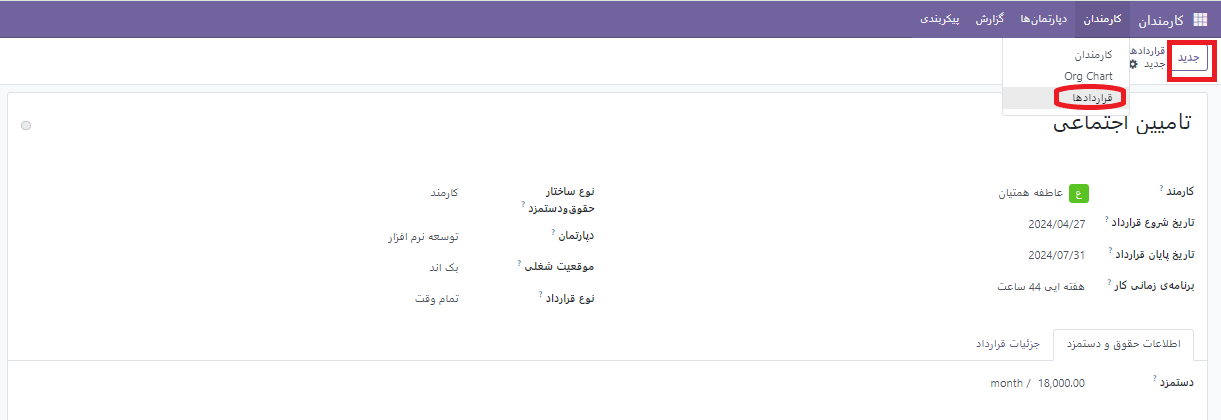 کارمندان کارمندان دپارتمان‌ها گزارش پیکربندی
جدید
قراردادها
جدید
کارمندان
Org Chart
قراردادها
تامیین اجتماعی
کارمند ? ع عاطفه همتیان
تاریخ شروع قرارداد ? 2024/04/27
تاریخ پایان قرارداد ? 2024/07/31
برنامه‌ی زمانی کار ? هفته ایی 44 ساعت
نوع ساختار
حقوق‌ودستمزد ? کارمند
دپارتمان ? توسعه نرم افزار
موقعیت شغلی ? بک اند
نوع قرارداد ? تمام وقت
اطلاعات حقوق و دستمزد جزئیات قرارداد
دستمزد ? 18,000.00 / month